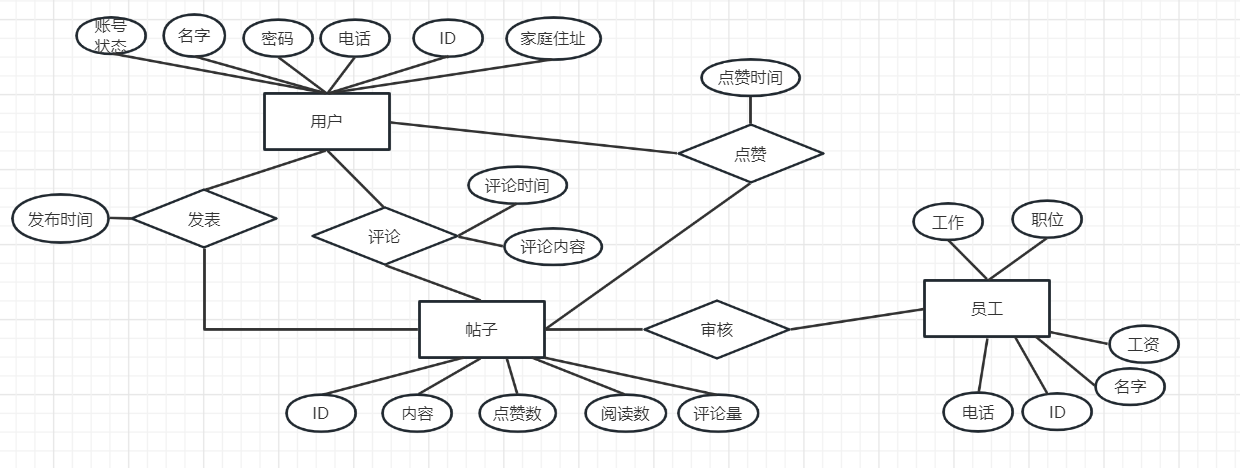 账号
状态
名字
密码
电话
ID
家庭住址
点赞时间
用户
点赞
评论时间
发布时间
发表
评论
评论内容
工作
职位
帖子
审核
员工
工资
名字
ID
内容
点赞数
阅读数
评论量
电话
ID